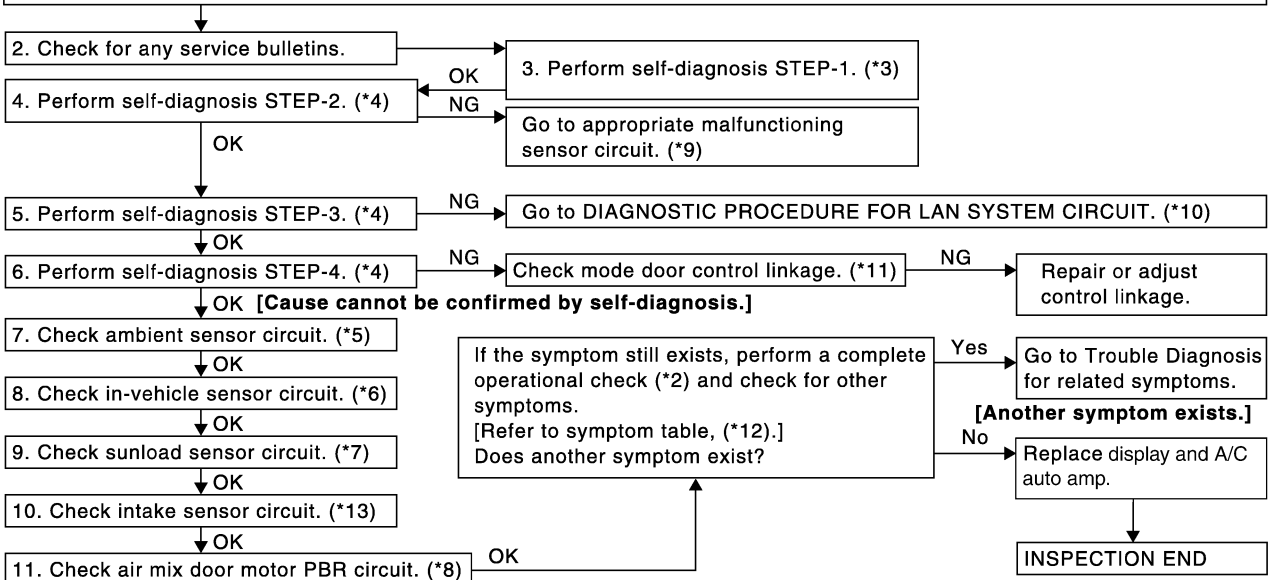 2. Check for any service bulletins.
3. Perform self-diagnosis STEP-1. (*3)
OK
4. Perform self-diagnosis STEP-2. (*4)
NG
Go to appropriate malfunctioning
sensor circuit. (*9)
OK
5. Perform self-diagnosis STEP-3. (*4)
NG
Go to DIAGNOSTIC PROCEDURE FOR LAN SYSTEM CIRCUIT. (*10)
OK
6. Perform self-diagnosis STEP-4. (*4)
NG
Check mode door control linkage. (*11)
NG
Repair or adjust
control linkage.
OK
[Cause cannot be confirmed by self-diagnosis.]
7. Check ambient sensor circuit. (*5)
OK
8. Check in-vehicle sensor circuit. (*6)
OK
9. Check sunload sensor circuit. (*7)
OK
10. Check intake sensor circuit. (*13)
OK
11. Check air mix door motor PBR circuit. (*8)
OK
If the symptom still exists, perform a complete
operational check (*2) and check for other
symptoms.
[Refer to symptom table, (*12).]
Does another symptom exist?
Yes
Go to Trouble Diagnosis
for related symptoms.
[Another symptom exists.]
No
Replace display and A/C
auto amp.
INSPECTION END